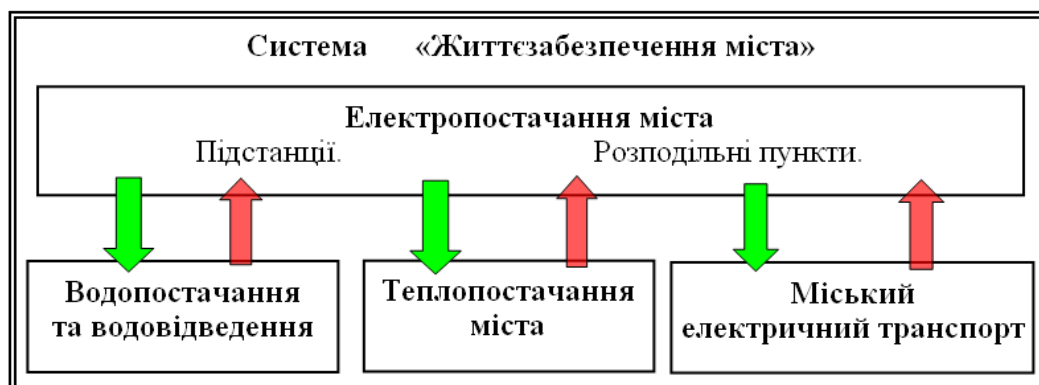 Система «Життєзабезпечення міста»
Електропостачання міста
Підстанції. Розподільні пункти.
Водопостачання
та водовідведення
Теплопостачання
міста
Міський
електричний транспорт